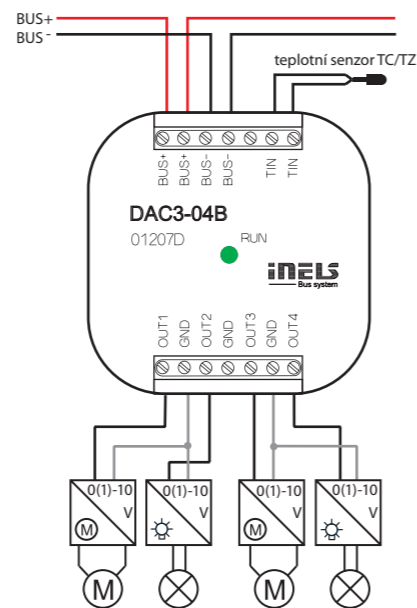 BUS+
BUS-
teplotní senzor TC/TZ
BUS+ BUS+ BUS- BUS- TIN TIN
DAC3-04B
01207D RUN
iNELS
Bus system
OUT1 GND OUT2 GND OUT3 GND OUT4
0(1)-10 V M
0(1)-10 V
0(1)-10 V M
0(1)-10 V
M M